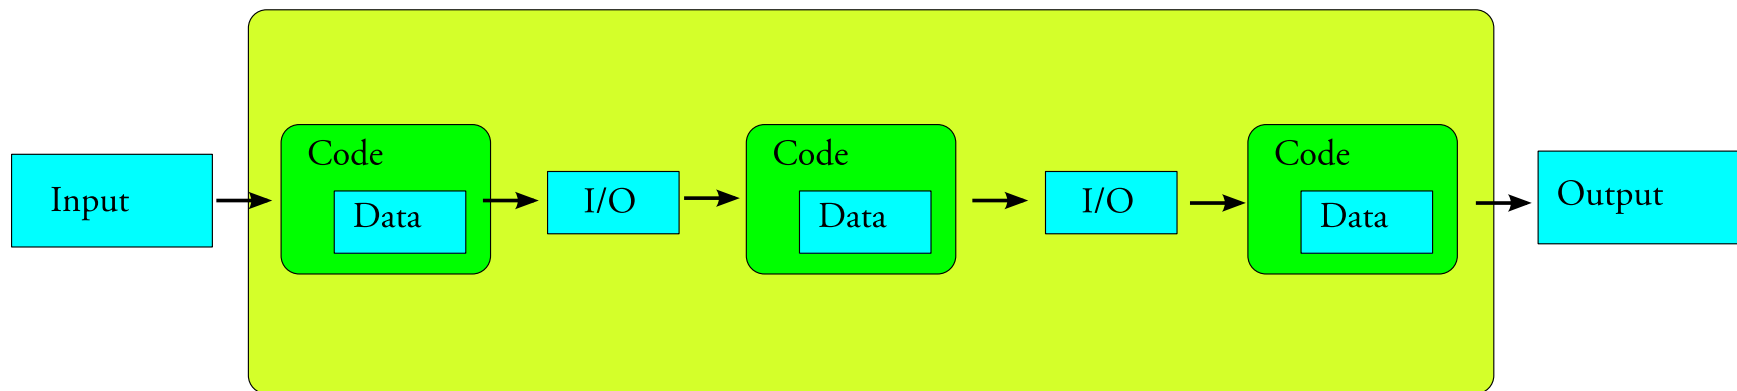 Input
Code
Data
I/O
Code
Data
I/O
Code
Data
Output